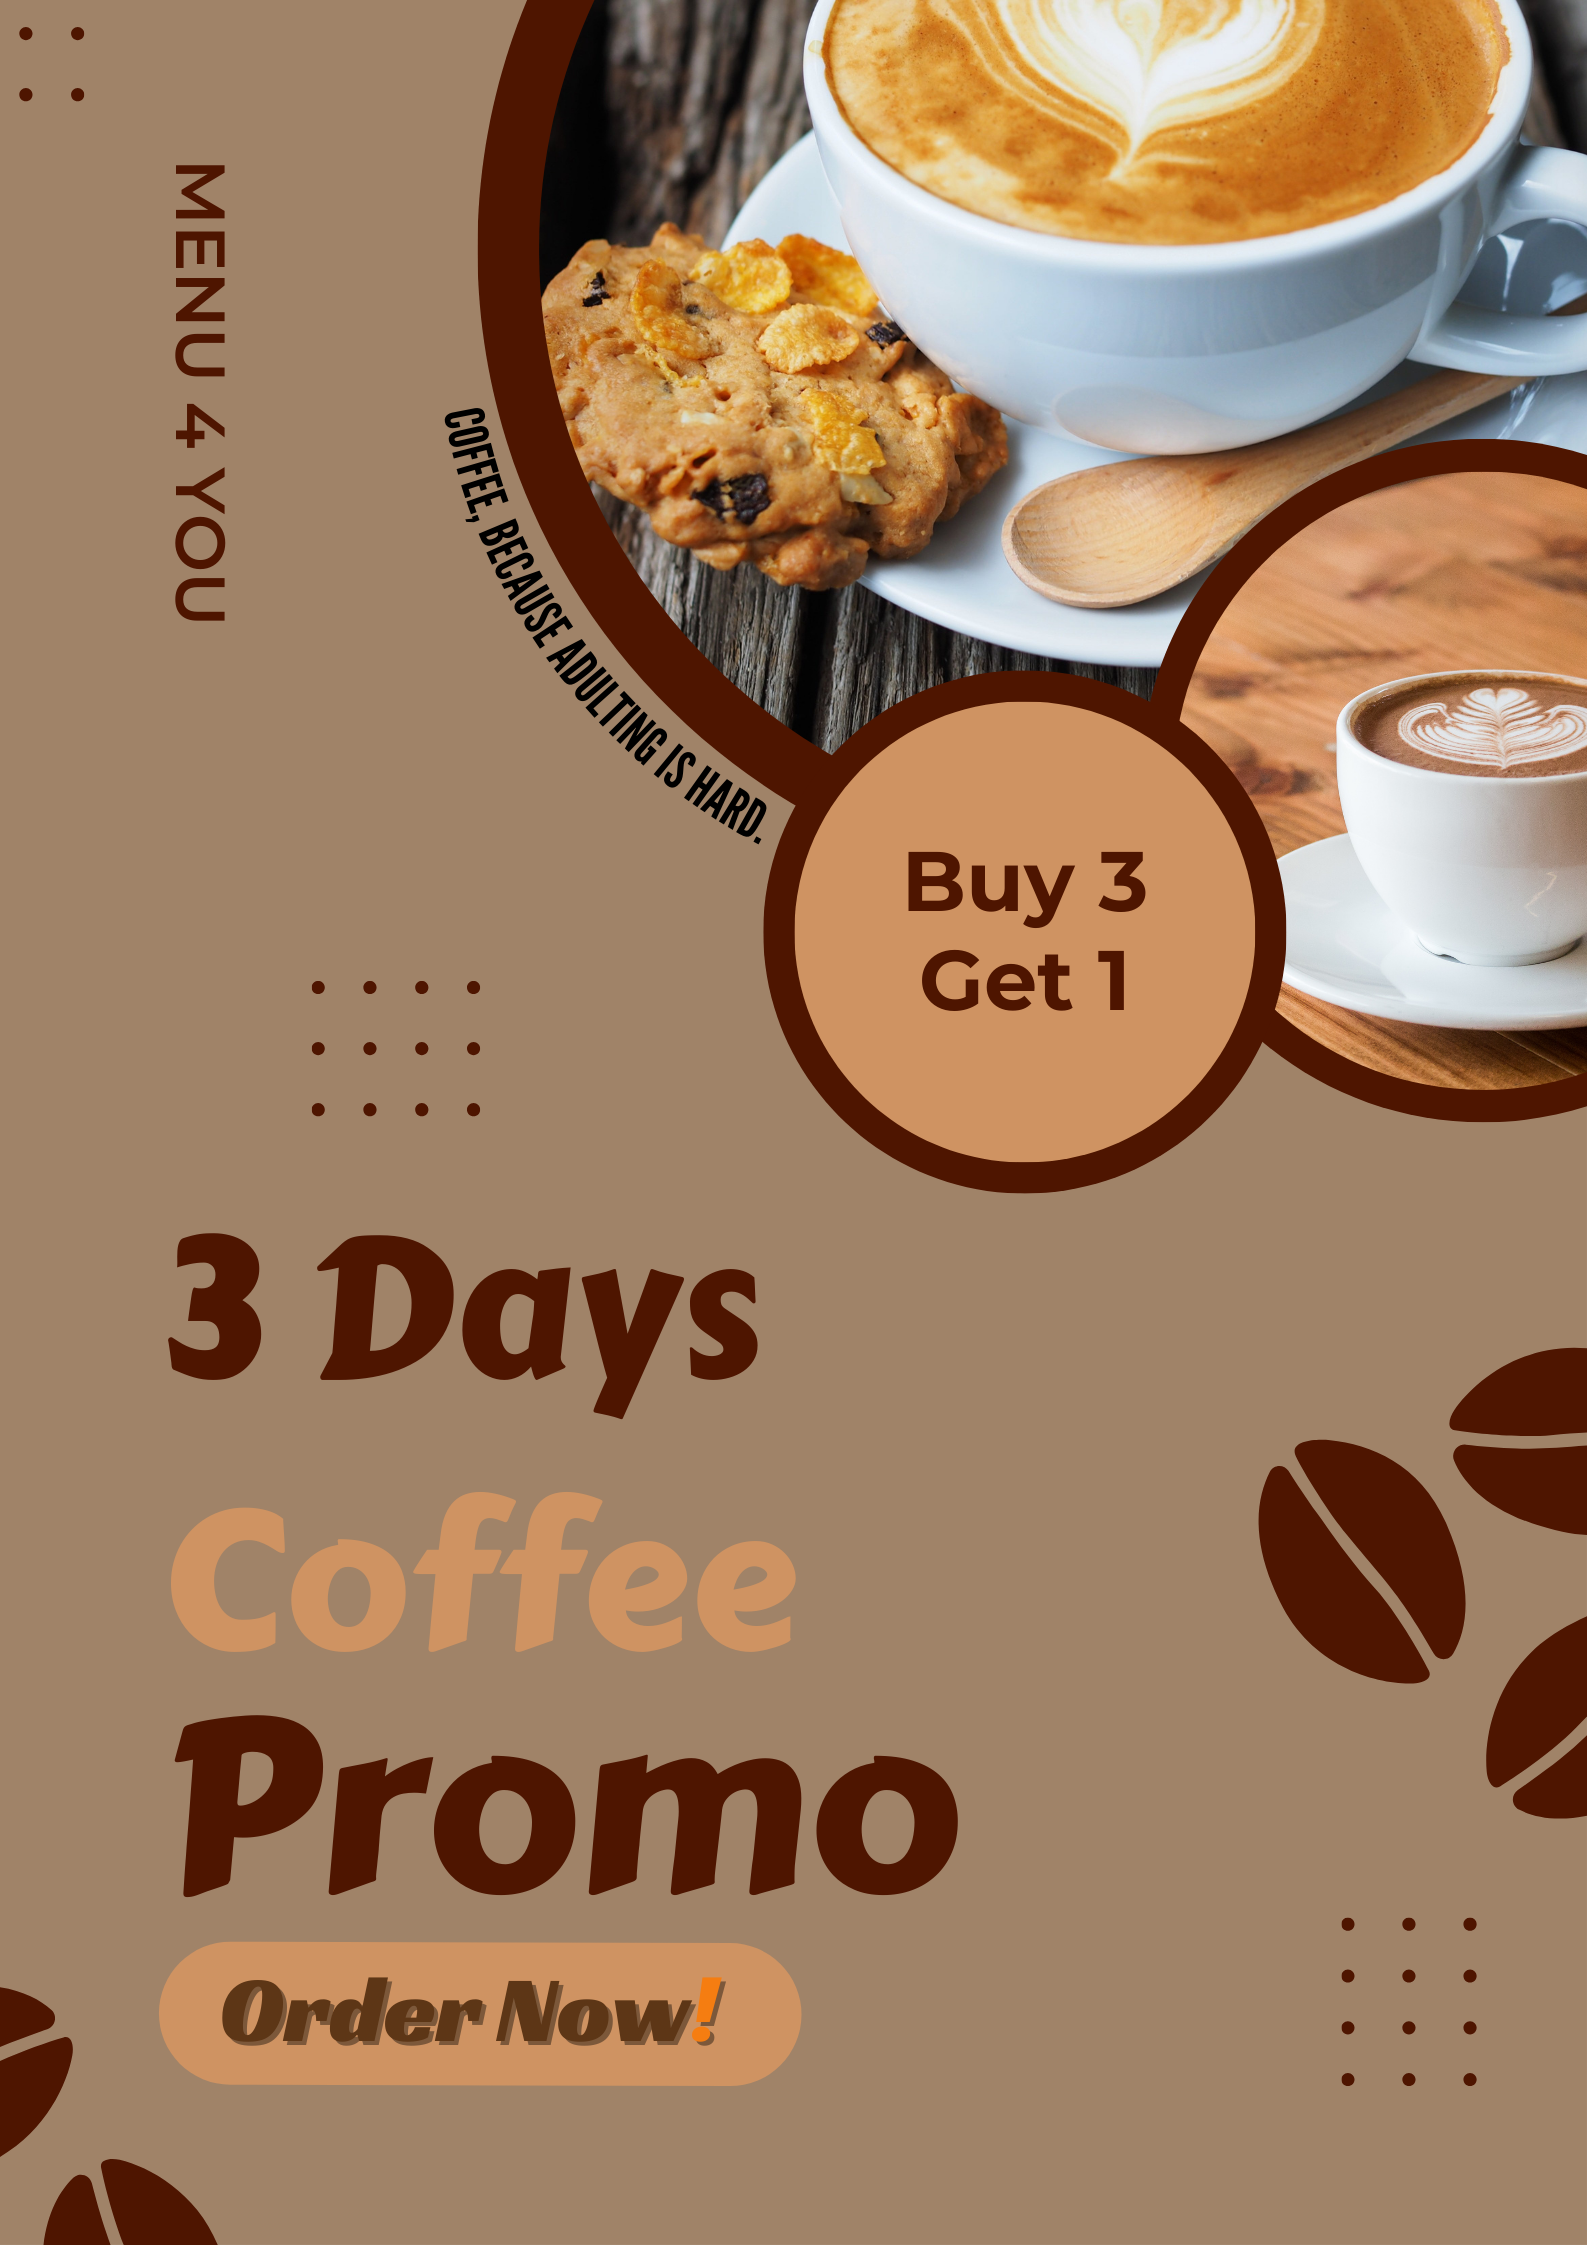 MENU 4 YOU
COFFEE, BECAUSE ADULTING IS HARD.
Buy 3
Get 1
3 Days
Coffee
Promo
Order Now!